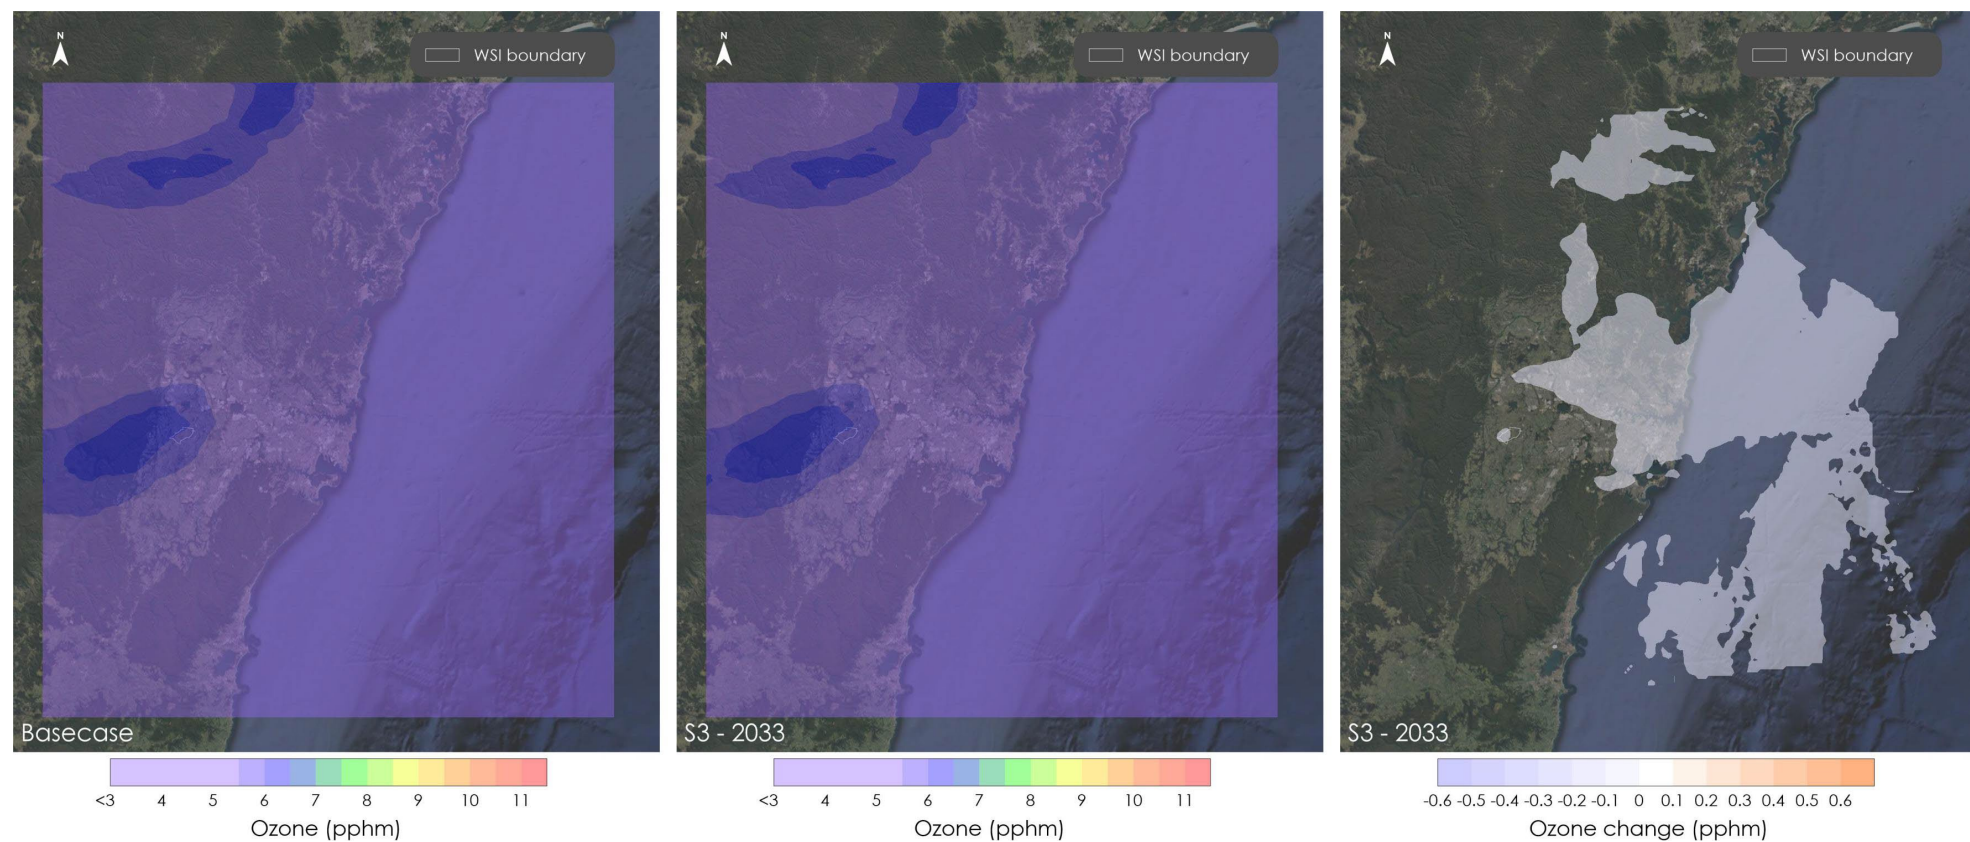 N
WSI boundary
N
WSI boundary
N
WSI boundary
Basecase
S3 - 2033
S3 - 2033
<3 4 5 6 7 8 9 10 11
Ozone (pphm)
<3 4 5 6 7 8 9 10 11
Ozone (pphm)
-0.6 -0.5 -0.4 -0.3 -0.2 -0.1 0 0.1 0.2 0.3 0.4 0.5 0.6
Ozone change (pphm)